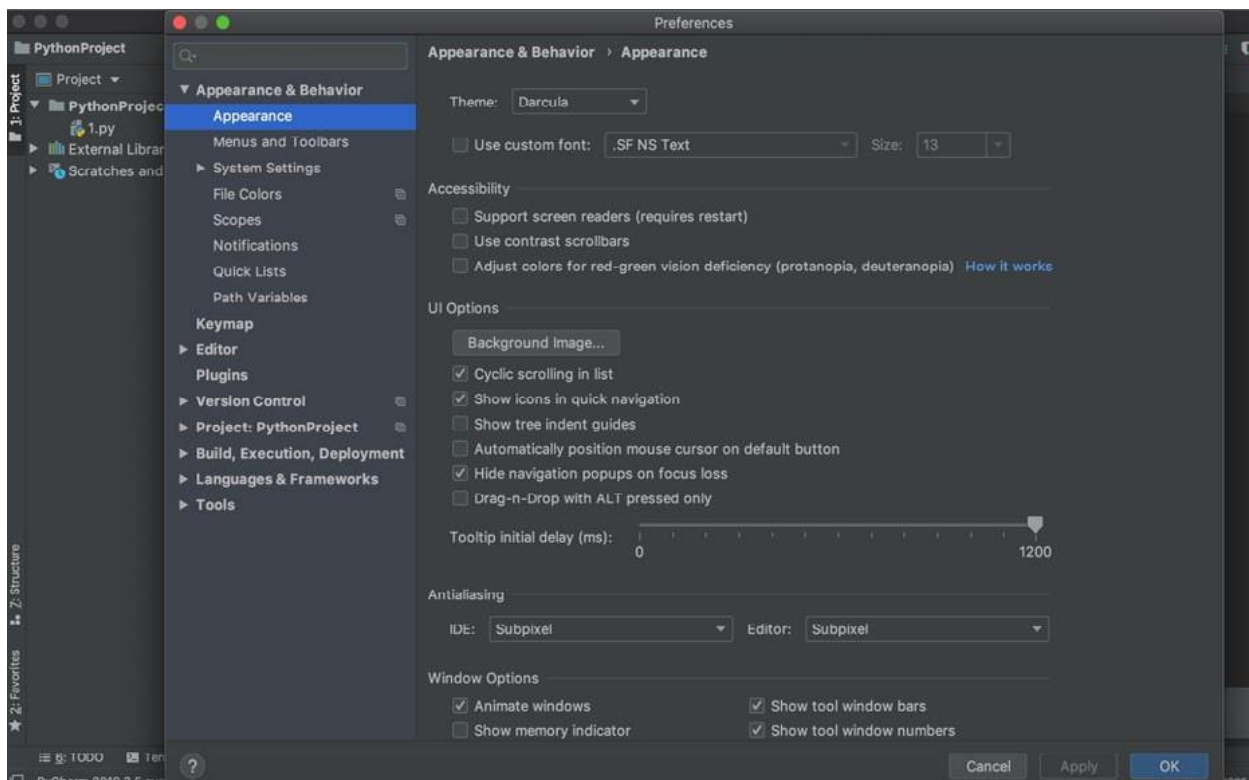 Preferences
PythonProject
Appearance & Behavior › Appearance
1: Project
Project
PythonProjec
1.py
External Librar
Scratches and
Appearance & Behavior
Appearance
Menus and Toolbars
System Settings
File Colors
Scopes
Notifications
Quick Lists
Path Variables
Keymap
Editor
Plugins
Version Control
Project: PythonProject
Build, Execution, Deployment
Languages & Frameworks
Tools
Theme: Darcula
Use custom font: .SF NS Text Size: 13
Accessibility
Support screen readers (requires restart)
Use contrast scrollbars
Adjust colors for red-green vision deficiency (protanopia, deuteranopia) How it works
UI Options
Background Image...
Cyclic scrolling in list
Show icons in quick navigation
Show tree indent guides
Automatically position mouse cursor on default button
Hide navigation popups on focus loss
Drag-n-Drop with ALT pressed only
Tooltip initial delay (ms):
0 1200
Antialiasing
IDE: Subpixel Editor: Subpixel
Window Options
Animate windows Show tool window bars
Show memory indicator Show tool window numbers
Z: Structure
2: Favorites
6: TODO Ter
? Cancel Apply OK